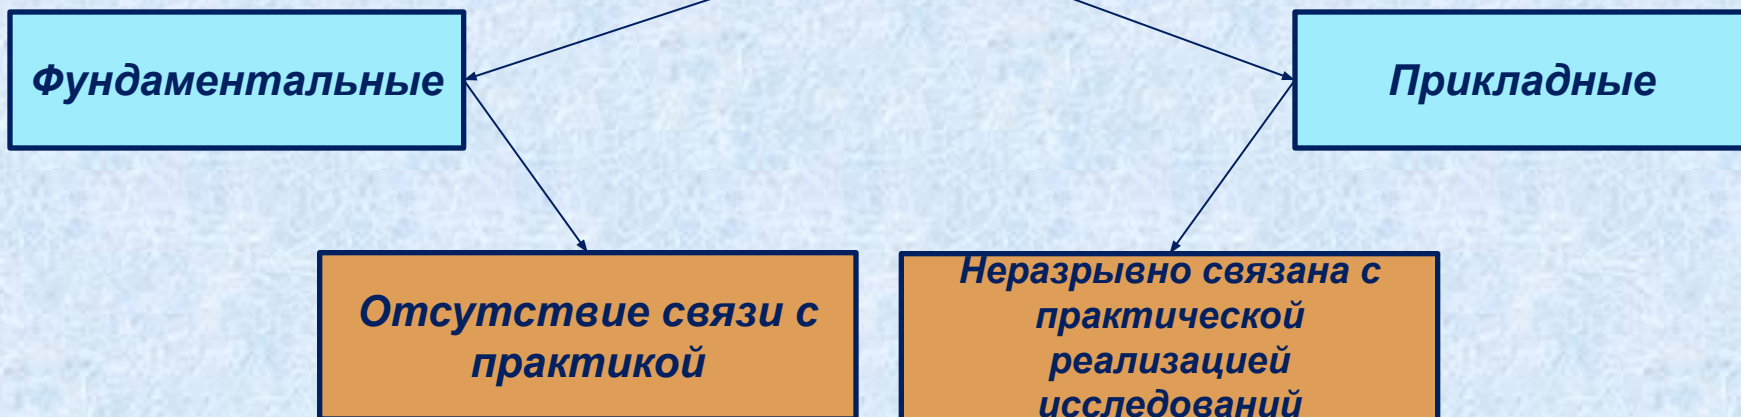 Фундаментальные
Прикладные
Отсутствие связи с
практикой
Неразрывно связана с
практической
реализацией
исследований